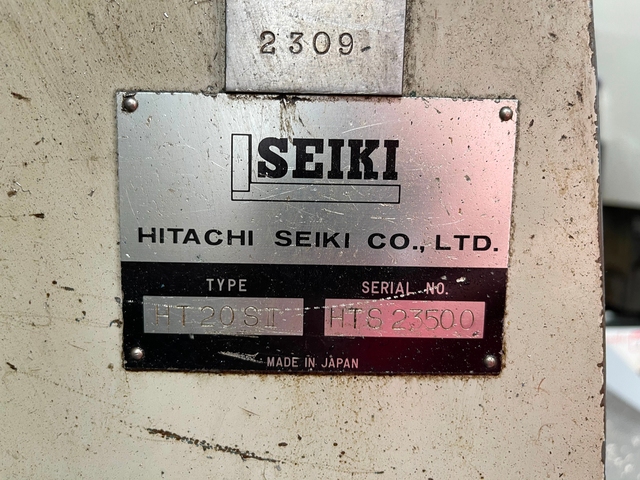 2309
SEIKI
HITACHI SEIKI CO., LTD.
TYPE SERIAL NO.
HT20SII HTS23500
MADE IN JAPAN